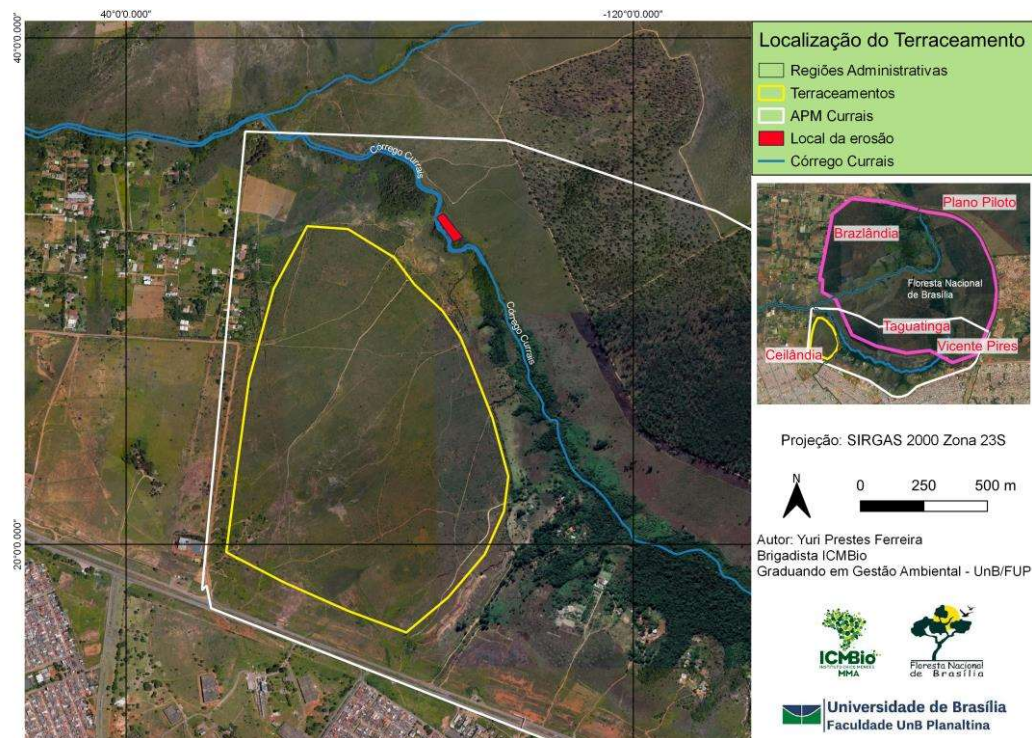 40°0'0.000"
-120°0'0.000"
40°0'0.000"
20°0'0.000"
Córrego Currais
Córrego Currais
Localização do Terraceamento
Regiões Administrativas
Terraceamentos
APM Currais
Local da erosão
Córrego Currais
Plano Piloto
Brazlândia
Floresta Nacional
de Brasília
Taguatinga
Vicente Pires
Ceilândia
Projeção: SIRGAS 2000 Zona 23S
N
0 250 500 m
Autor: Yuri Prestes Ferreira
Brigadista ICMBio
Graduando em Gestão Ambiental - UnB/FUP
ICMBio
INSTITUTO CHICO MENDES
MMA
Floresta Nacional
de Brasília
Universidade de Brasília
Faculdade UnB Planaltina